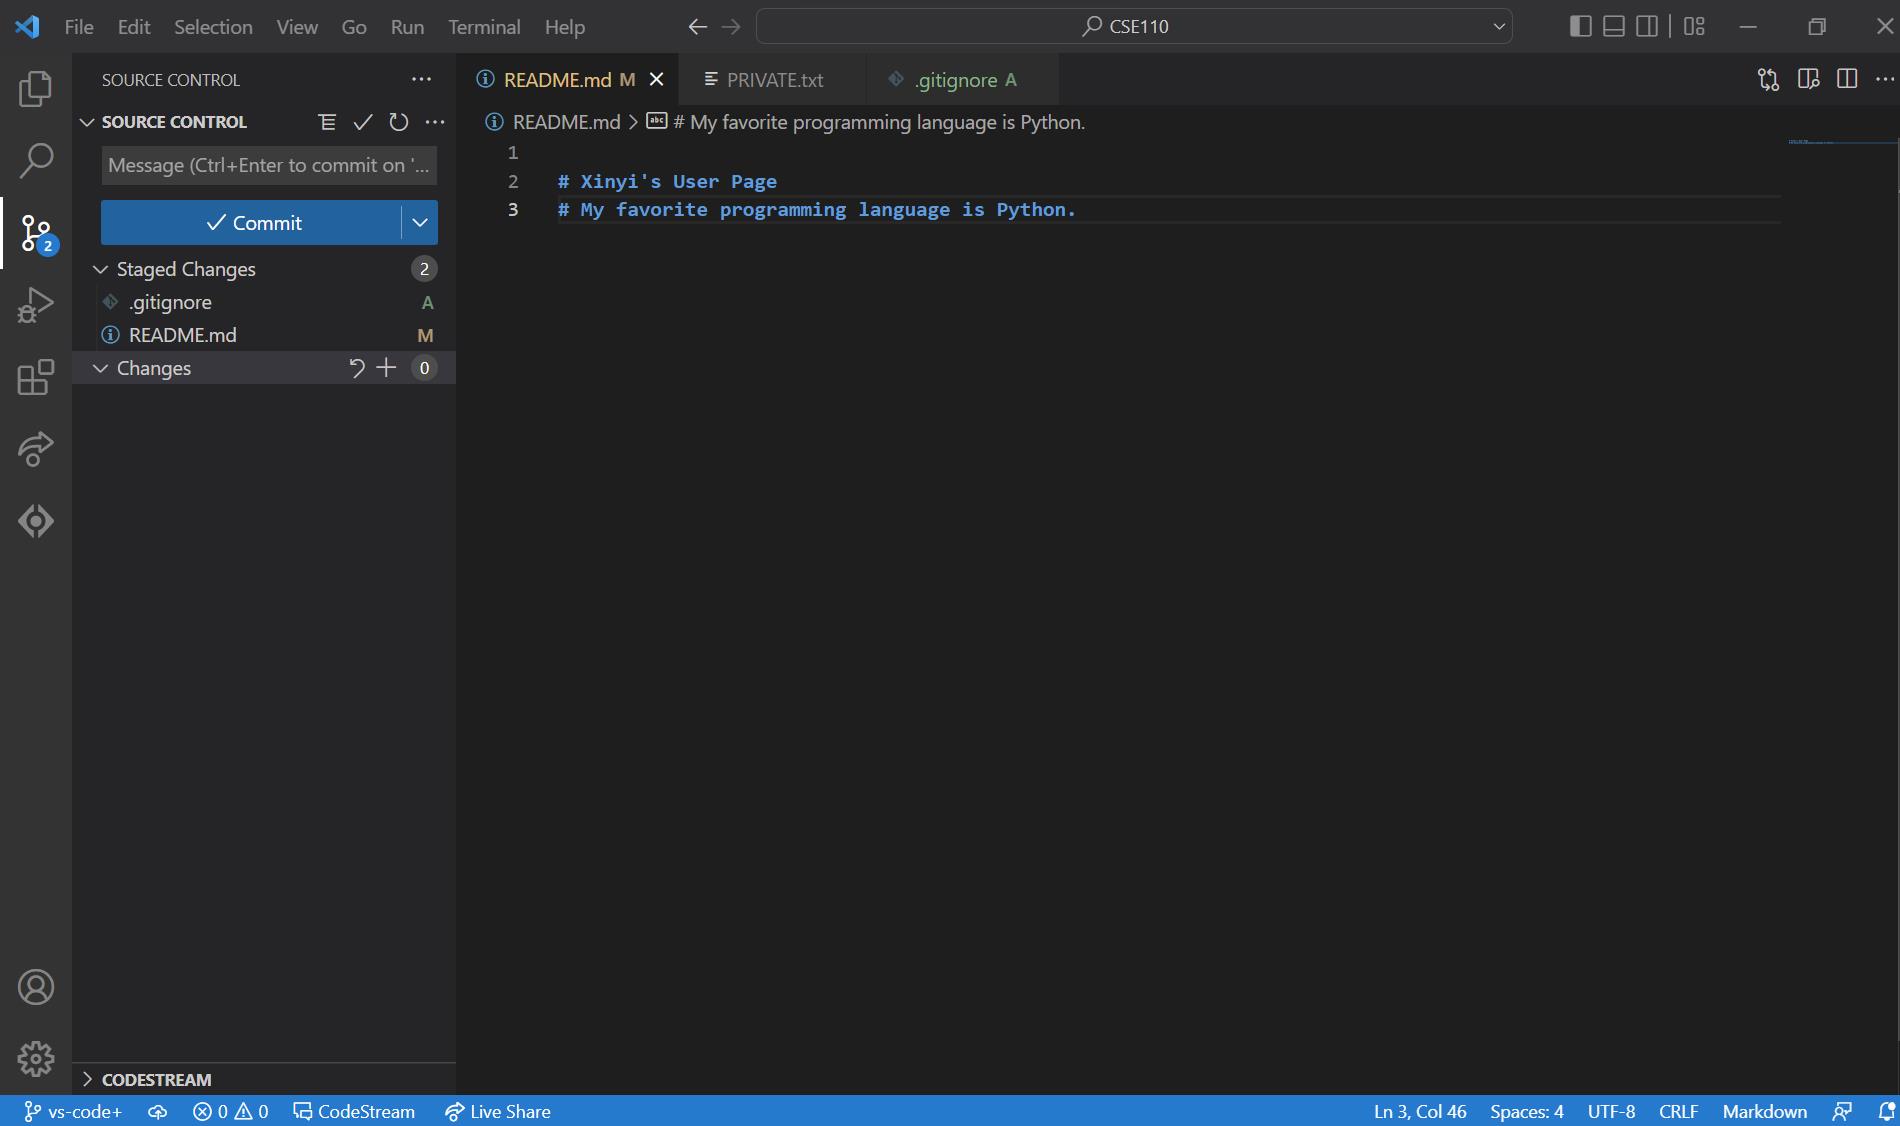 File Edit Selection View Go Run Terminal Help CSE110
SOURCE CONTROL
README.md M PRIVATE.txt .gitignore A
SOURCE CONTROL
README.md > abc # My favorite programming language is Python.
Message (Ctrl+Enter to commit on '...
Commit
Staged Changes 2
.gitignore A
README.md M
Changes 0
1
2 # Xinyi's User Page
3 # My favorite programming language is Python.
2
CODESTREAM
vs-code+ 0 0 CodeStream Live Share Ln 3, Col 46 Spaces: 4 UTF-8 CRLF Markdown